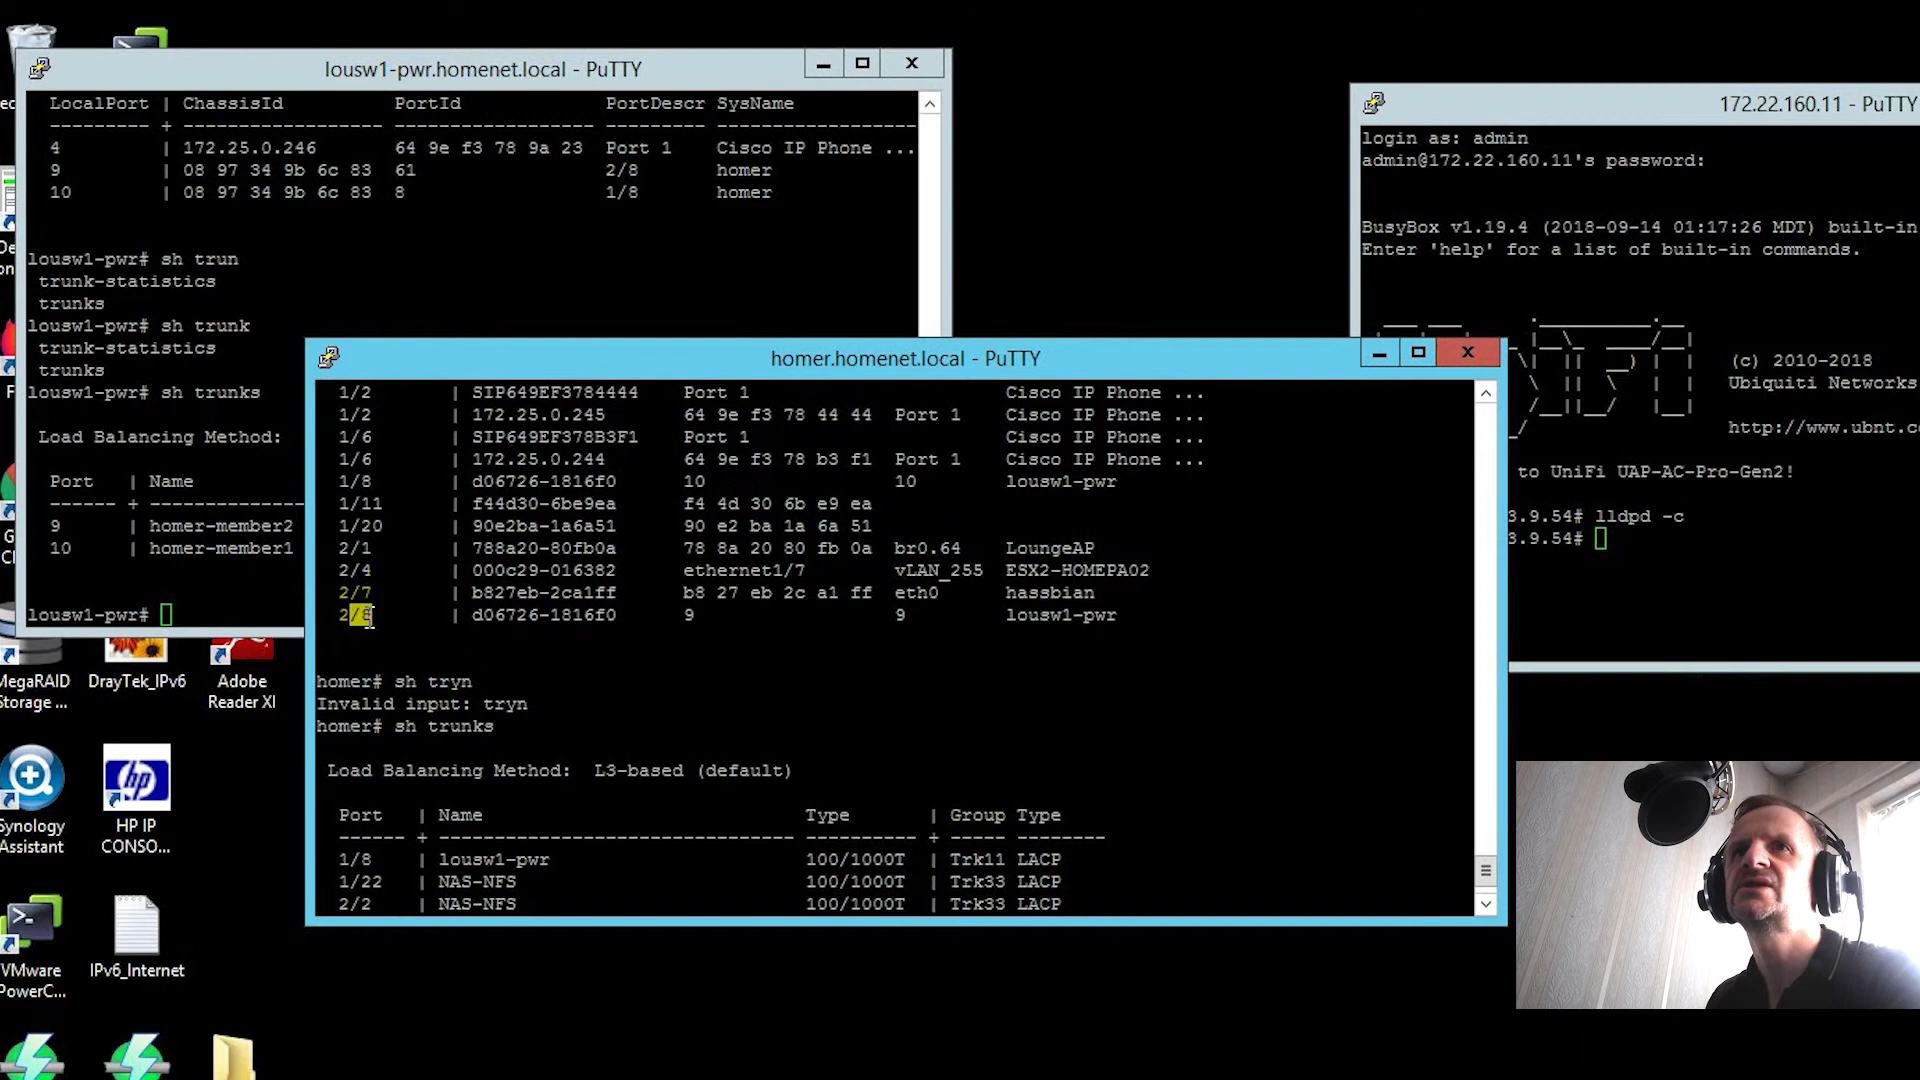 lousw1-pwr.homenet.local - PuTTY
LocalPort | ChassisId PortId PortDescr SysName
--------- + ------------------ ------------------ --------- ------------------
4 | 172.25.0.246 64 9e f3 78 9a 23 Port 1 Cisco IP Phone ...
9 | 08 97 34 9b 6c 83 61 2/8 homer
10 | 08 97 34 9b 6c 83 8 1/8 homer
lousw1-pwr# sh trun
trunk-statistics
trunks
lousw1-pwr# sh trunk
trunk-statistics
trunks
lousw1-pwr# sh trunks
Load Balancing Method:
Port | Name
------ + --------------
9 | homer-member2
10 | homer-member1
lousw1-pwr#
homer.homenet.local - PuTTY
1/2 | SIP649EF3784444 Port 1 Cisco IP Phone ...
1/2 | 172.25.0.245 64 9e f3 78 44 44 Port 1 Cisco IP Phone ...
1/6 | SIP649EF378B3F1 Port 1 Cisco IP Phone ...
1/6 | 172.25.0.244 64 9e f3 78 b3 f1 Port 1 Cisco IP Phone ...
1/8 | d06726-1816f0 10 10 lousw1-pwr
1/11 | f44d30-6be9ea f4 4d 30 6b e9 ea
1/20 | 90e2ba-1a6a51 90 e2 ba 1a 6a 51
2/1 | 788a20-80fb0a 78 8a 20 80 fb 0a br0.64 LoungeAP
2/4 | 000c29-016382 ethernet1/7 vLAN_255 ESX2-HOMEPA02
2/7 | b827eb-2ca1ff b8 27 eb 2c a1 ff eth0 hassbian
2/8 | d06726-1816f0 9 9 lousw1-pwr
homer# sh tryn
Invalid input: tryn
homer# sh trunks
Load Balancing Method: L3-based (default)
Port | Name Type | Group Type
------ + -------------------------------- ---------- + ----- --------
1/8 | lousw1-pwr 100/1000T | Trk11 LACP
1/22 | NAS-NFS 100/1000T | Trk33 LACP
2/2 | NAS-NFS 100/1000T | Trk33 LACP
172.22.160.11 - PuTTY
login as: admin
admin@172.22.160.11's password:
BusyBox v1.19.4 (2018-09-14 01:17:26 MDT) built-in
Enter 'help' for a list of built-in commands.
(c) 2010-2018
Ubiquiti Networks
http://www.ubnt.c
to UniFi UAP-AC-Pro-Gen2!
3.9.54# lldpd -c
3.9.54#
MegaRAID Storage ...
DrayTek_IPv6
Adobe Reader XI
Synology Assistant
hp
HP IP CONSO...
VMware PowerC...
IPv6_Internet